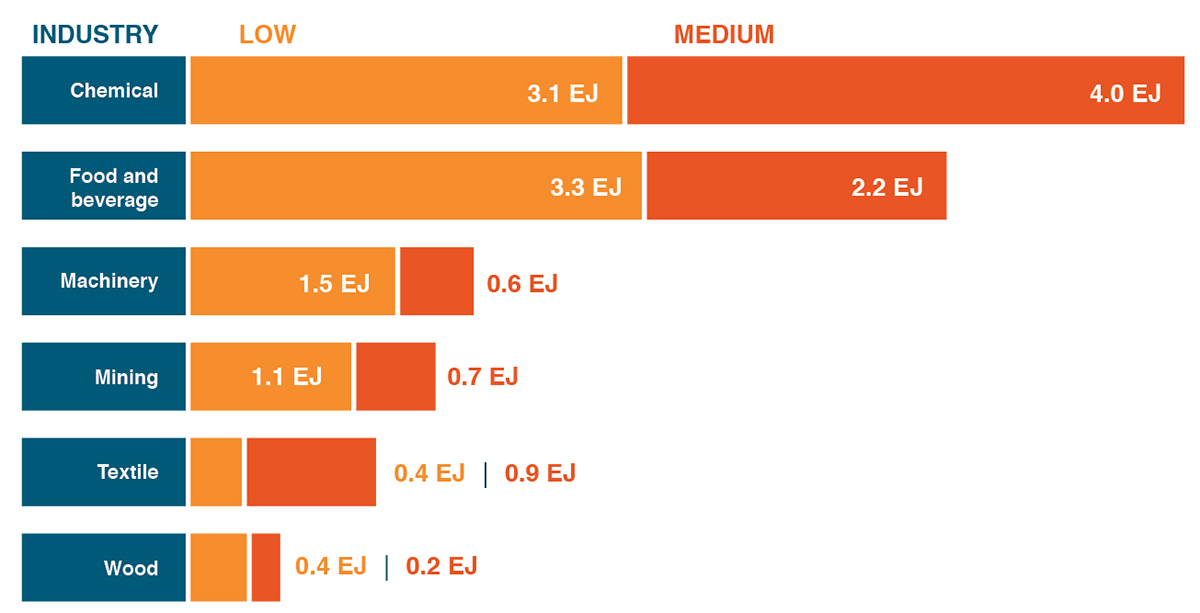 INDUSTRY LOW MEDIUM
Chemical 3.1 EJ 4.0 EJ
Food and
beverage 3.3 EJ 2.2 EJ
Machinery 1.5 EJ 0.6 EJ
Mining 1.1 EJ 0.7 EJ
Textile 0.4 EJ | 0.9 EJ
Wood 0.4 EJ | 0.2 EJ